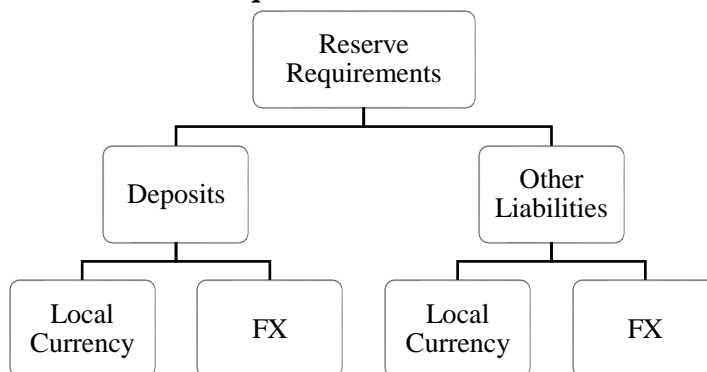 Reserve
Requirements
Deposits
Other
Liabilities
Local
Currency
FX
Local
Currency
FX